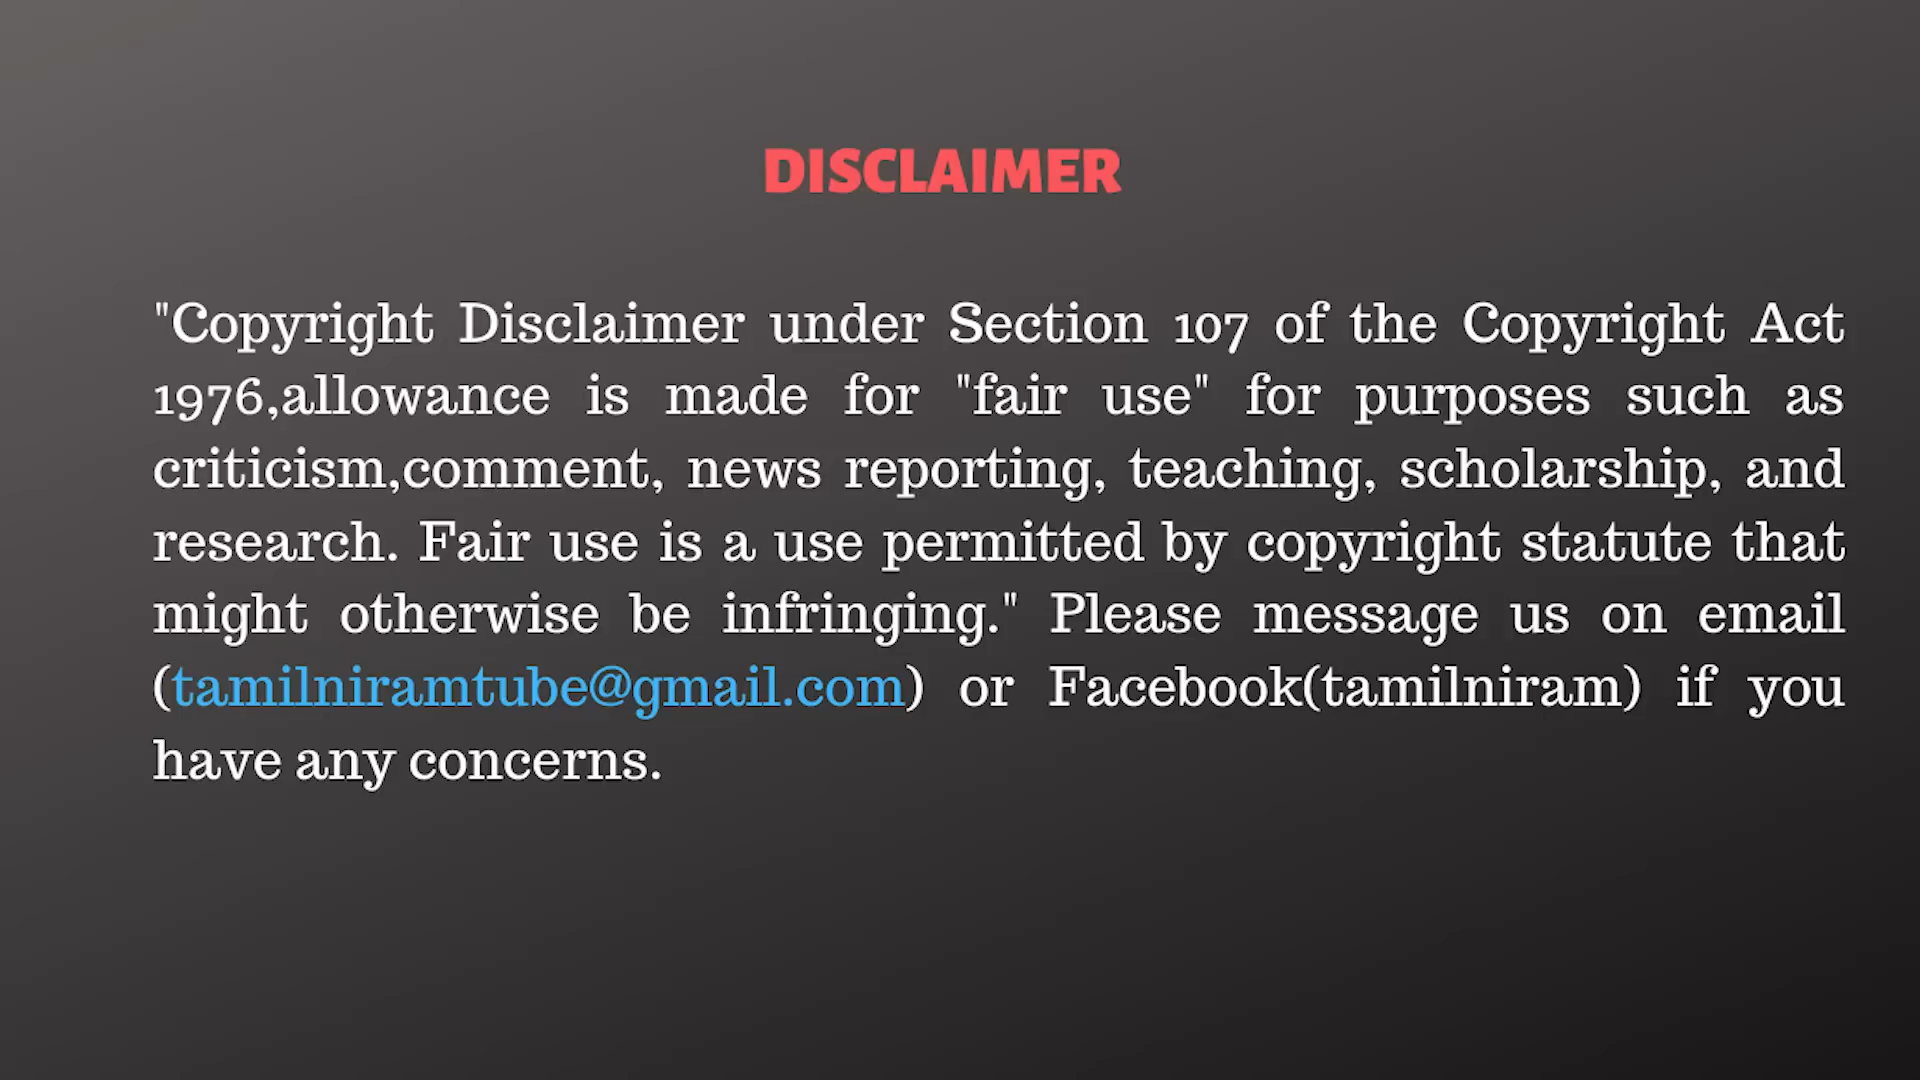 DISCLAIMER
"Copyright Disclaimer under Section 107 of the Copyright Act
1976,allowance is made for "fair use" for purposes such as
criticism,comment, news reporting, teaching, scholarship, and
research. Fair use is a use permitted by copyright statute that
might otherwise be infringing." Please message us on email
(tamilniramtube@gmail.com) or Facebook(tamilniram) if you
have any concerns.